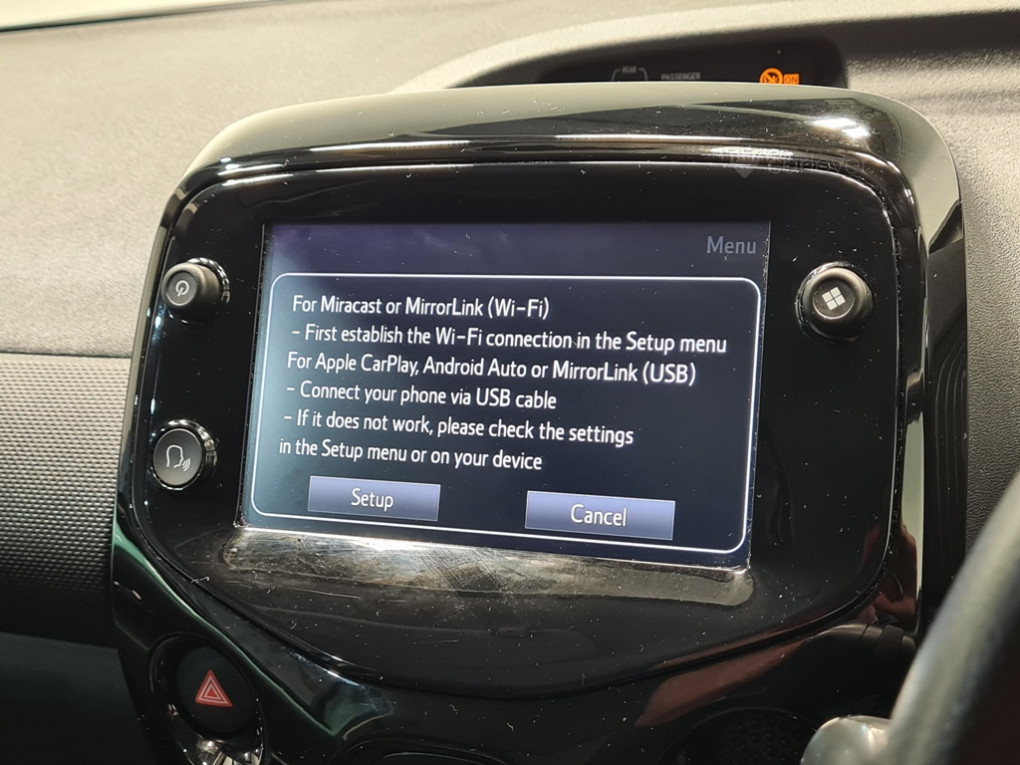 REAR
PASSENGER
ON
Menu
For Miracast or MirrorLink (Wi-Fi)
- First establish the Wi-Fi connection in the Setup menu
For Apple CarPlay, Android Auto or MirrorLink (USB)
- Connect your phone via USB cable
- If it does not work, please check the settings
in the Setup menu or on your device
Setup
Cancel